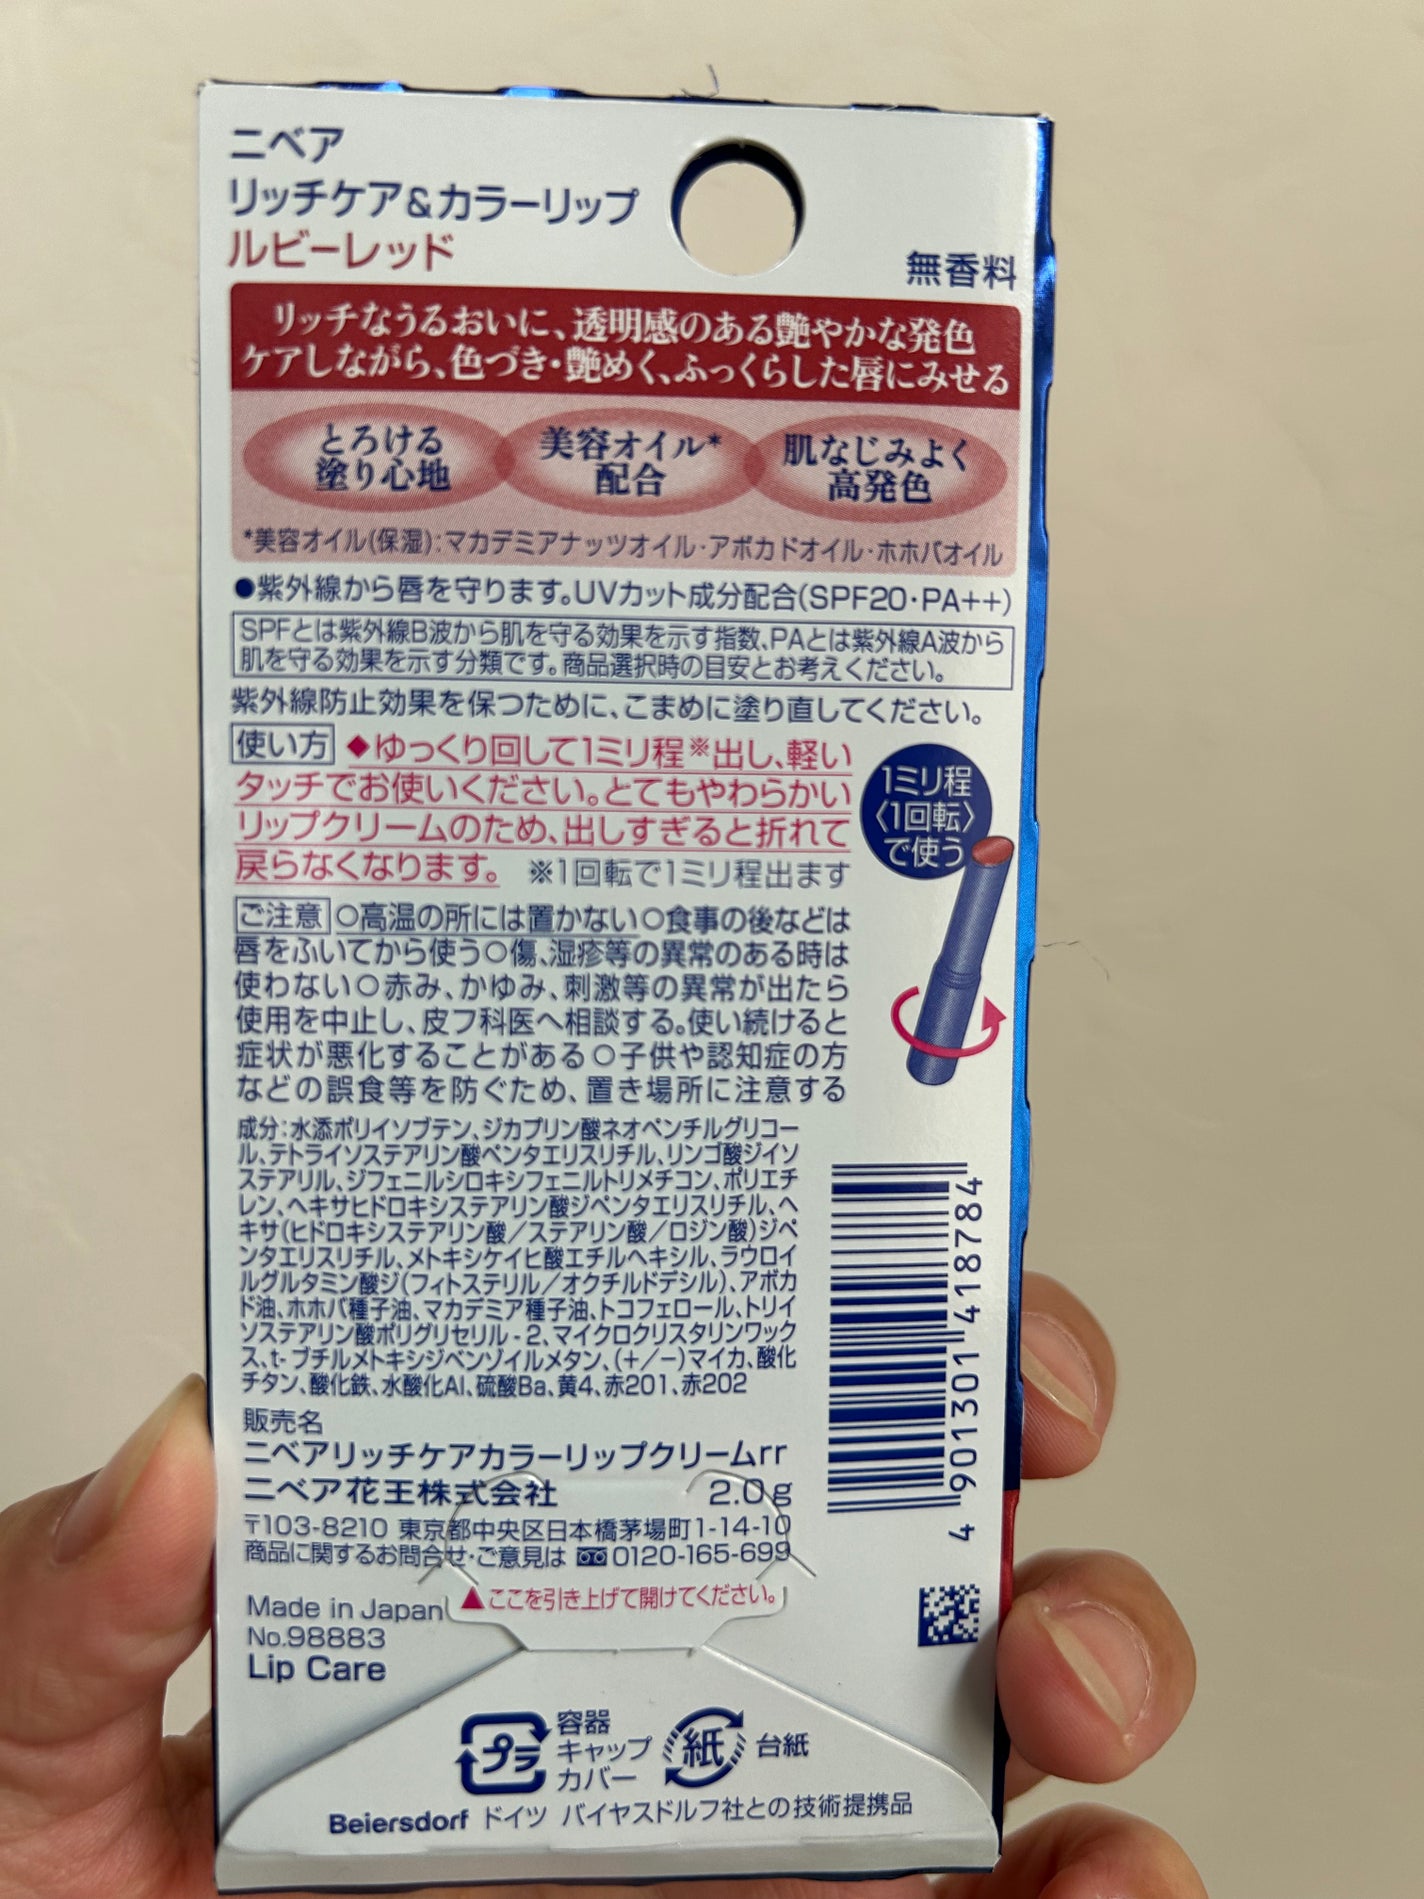 ニベア
リッチケア&カラーリップ
ルビーレッド
無香料
リッチなうるおいに、透明感のある艶やかな発色
ケアしながら、色づき・艶めく、ふっくらした唇にみせる
とろける
塗り心地
美容オイル*
配合
肌なじみよく
高発色
*美容オイル(保湿):マカデミアナッツオイル・アボカドオイル・ホホバオイル
●紫外線から唇を守ります。UVカット成分配合(SPF20・PA++)
SPFとは紫外線B波から肌を守る効果を示す指数、PAとは紫外線A波から
肌を守る効果を示す分類です。商品選択時の目安とお考えください。
紫外線防止効果を保つために、こまめに塗り直してください。
使い方 ◆ゆっくり回して1ミリ程※出し、軽い
タッチでお使いください。とてもやわらかい
リップクリームのため、出しすぎると折れて
戻らなくなります。 ※1回転で1ミリ程出ます
1ミリ程
〈1回転〉
で使う
ご注意 ○高温の所には置かない○食事の後などは
唇をふいてから使う○傷、湿疹等の異常のある時は
使わない○赤み、かゆみ、刺激等の異常が出たら
使用を中止し、皮フ科医へ相談する。使い続けると
症状が悪化することがある○子供や認知症の方
などの誤食等を防ぐため、置き場所に注意する
成分:水添ポリイソブテン、ジカプリン酸ネオペンチルグリコー
ル、テトライソステアリン酸ペンタエリスリチル、リンゴ酸ジイソ
ステアリル、ジフェニルシロキシフェニルトリメチコン、ポリエチ
レン、ヘキサヒドロキシステアリン酸ジペンタエリスリチル、ヘ
キサ(ヒドロキシステアリン酸/ステアリン酸/ロジン酸)ジペ
ンタエリスリチル、メトキシケイヒ酸エチルヘキシル、ラウロイ
ルグルタミン酸ジ(フィトステリル/オクチルドデシル)、アボカ
ド油、ホホバ種子油、マカデミア種子油、トコフェロール、トリイ
ソステアリン酸ポリグリセリル-2、マイクロクリスタリンワック
ス、t-ブチルメトキシジベンゾイルメタン、(+/-)マイカ、酸化
チタン、酸化鉄、水酸化Al、硫酸Ba、黄4、赤201、赤202
4 901301 418784
販売名
ニベアリッチケアカラーリップクリームrr
ニベア花王株式会社 2.0g
〒103-8210 東京都中央区日本橋茅場町1-14-10
商品に関するお問合せ・ご意見は 0120-165-699
▲ここを引き上げて開けてください。
Made in Japan
No.98883
Lip Care
プラ
容器
キャップ
カバー
紙
台紙
Beiersdorf ドイツ バイヤスドルフ社との技術提携品